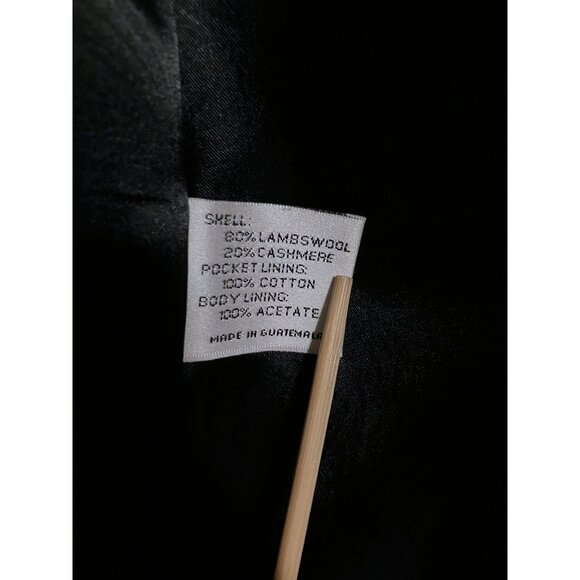 SHELL:
80% LAMBSWOOL
20% CASHMERE
POCKET LINING:
100% COTTON
BODY LINING:
100% ACETATE
MADE IN GUATEMALA